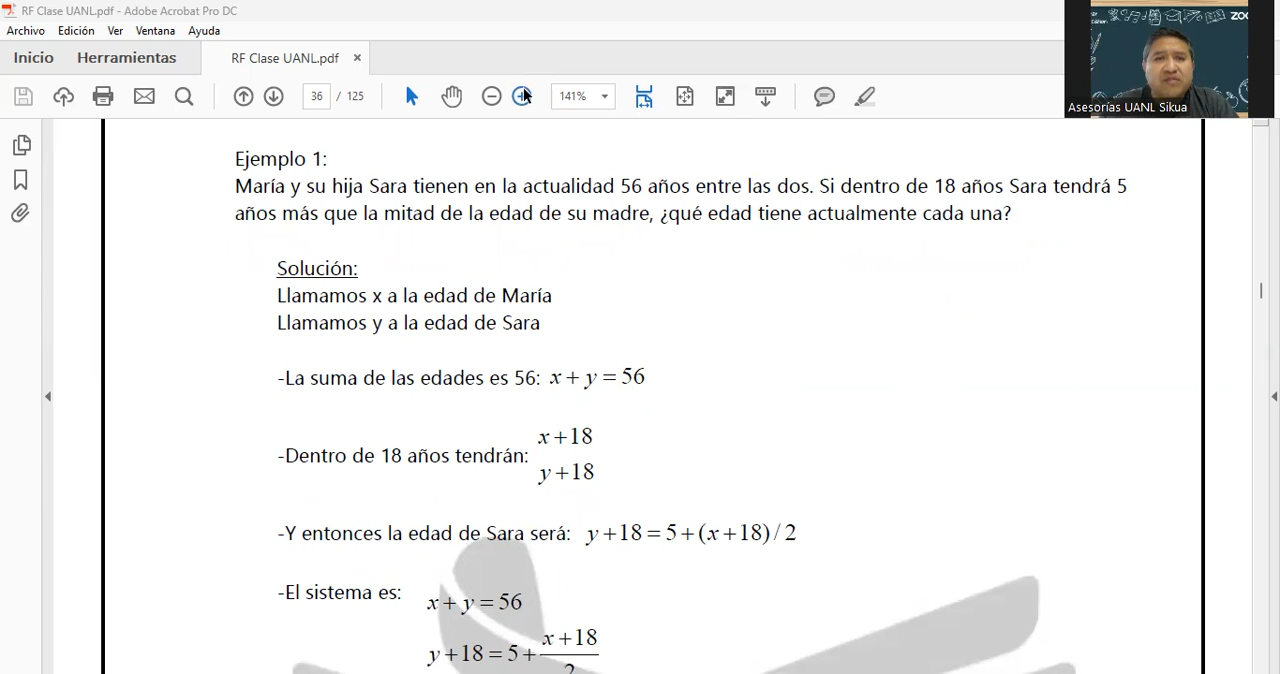 RF Clase UANL.pdf - Adobe Acrobat Pro DC
Archivo Edición Ver Ventana Ayuda
Inicio Herramientas RF Clase UANL.pdf ×
36 / 125 141%
Asesorías UANL Sikua
Ejemplo 1:
María y su hija Sara tienen en la actualidad 56 años entre las dos. Si dentro de 18 años Sara tendrá 5
años más que la mitad de la edad de su madre, ¿qué edad tiene actualmente cada una?
Solución:
Llamamos x a la edad de María
Llamamos y a la edad de Sara
-La suma de las edades es 56: x + y = 56
-Dentro de 18 años tendrán:
x+18
y+18
-Y entonces la edad de Sara será: y+18 = 5+(x+18)/2
-El sistema es:
x + y = 56
y+18 = 5+ x+18
2